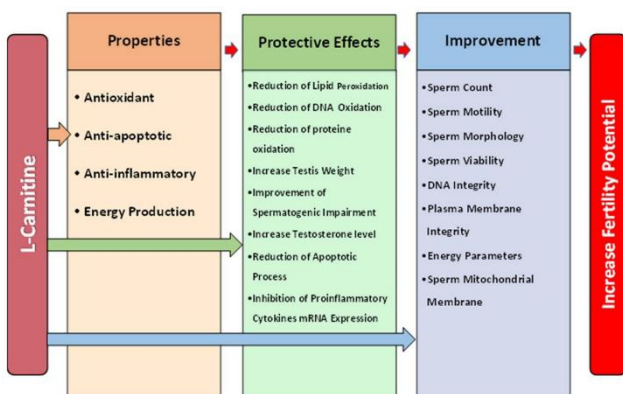 L-Carnitine
Properties
• Antioxidant
• Anti-apoptotic
• Anti-inflammatory
• Energy Production
Protective Effects
•Reduction of Lipid Peroxidation
•Reduction of DNA Oxidation
•Reduction of proteine
oxidation
•Increase Testis Weight
•Improvement of
Spermatogenic Impairment
•Increase Testosterone level
•Reduction of Apoptotic
Process
•Inhibition of Proinflammatory
Cytokines mRNA Expression
Improvement
•Sperm Count
•Sperm Motility
•Sperm Morphology
•Sperm Viability
•DNA Integrity
•Plasma Membrane
Integrity
•Energy Parameters
•Sperm Mitochondrial
Membrane
Increase Fertility Potential